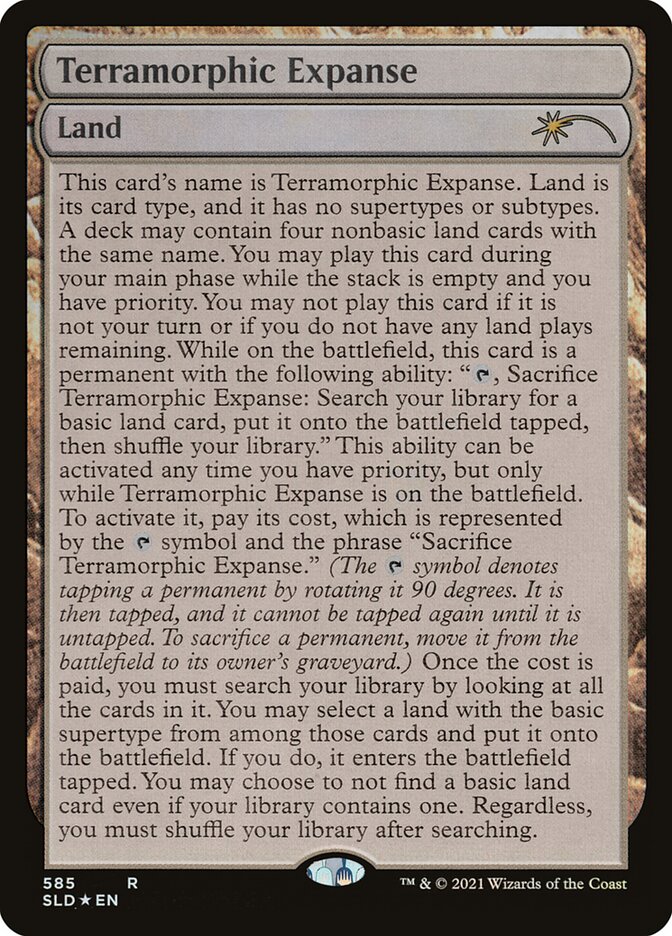 Terramorphic Expanse
Land
This card's name is Terramorphic Expanse. Land is
its card type, and it has no supertypes or subtypes.
A deck may contain four nonbasic land cards with
the same name. You may play this card during
your main phase while the stack is empty and you
have priority. You may not play this card if it is
not your turn or if you do not have any land plays
remaining. While on the battlefield, this card is a
permanent with the following ability: “, Sacrifice
Terramorphic Expanse: Search your library for a
basic land card, put it onto the battlefield tapped,
then shuffle your library.” This ability can be
activated any time you have priority, but only
while Terramorphic Expanse is on the battlefield.
To activate it, pay its cost, which is represented
by the symbol and the phrase “Sacrifice
Terramorphic Expanse.” (The symbol denotes
tapping a permanent by rotating it 90 degrees. It is
then tapped, and it cannot be tapped again until it is
untapped. To sacrifice a permanent, move it from the
battlefield to its owner's graveyard.) Once the cost is
paid, you must search your library by looking at all
the cards in it. You may select a land with the basic
supertype from among those cards and put it onto
the battlefield. If you do, it enters the battlefield
tapped. You may choose to not find a basic land
card even if your library contains one. Regardless,
you must shuffle your library after searching.
585 R
SLD★EN
™ & © 2021 Wizards of the Coast